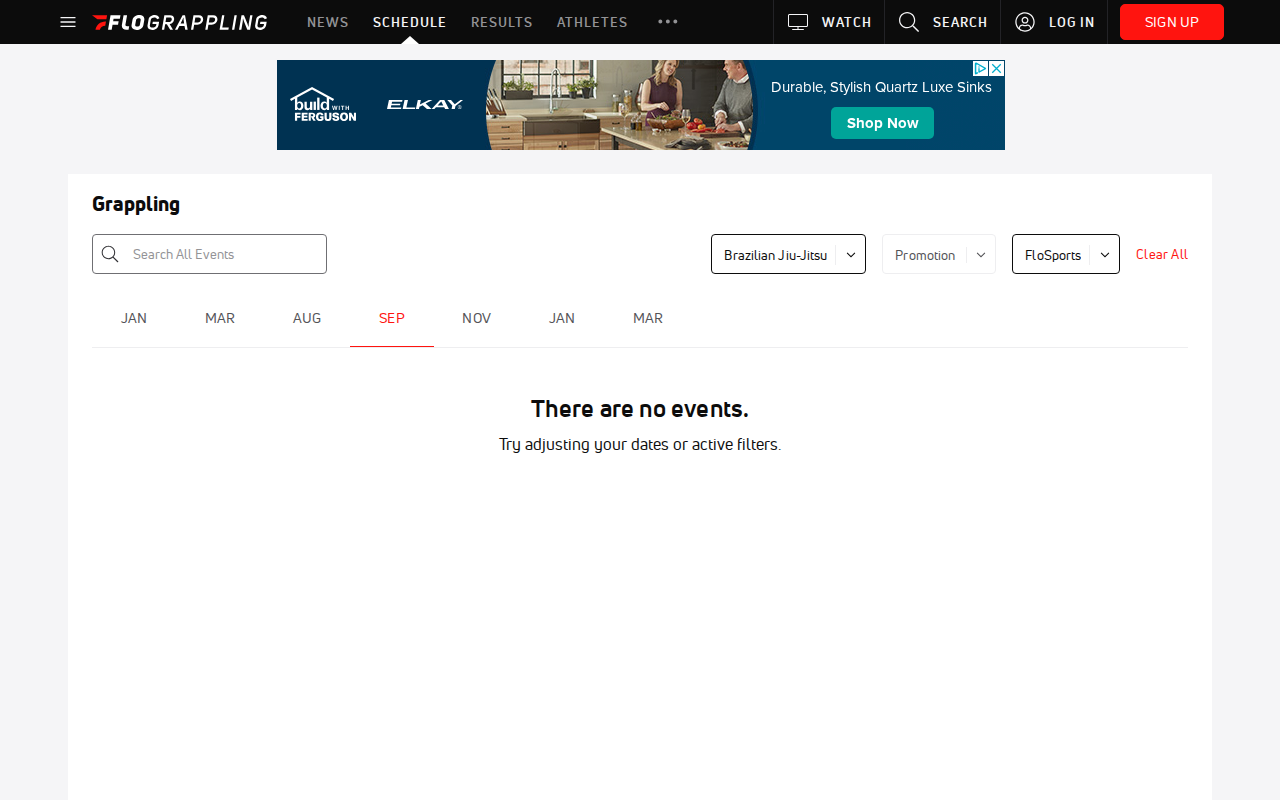 FLOGRAPPLING NEWS SCHEDULE RESULTS ATHLETES WATCH SEARCH LOG IN SIGN UP
build WITH FERGUSON
ELKAY
Durable, Stylish Quartz Luxe Sinks
Shop Now
Grappling
Search All Events
Brazilian Jiu-Jitsu
Promotion
FloSports
Clear All
JAN MAR AUG SEP NOV JAN MAR
There are no events.
Try adjusting your dates or active filters.